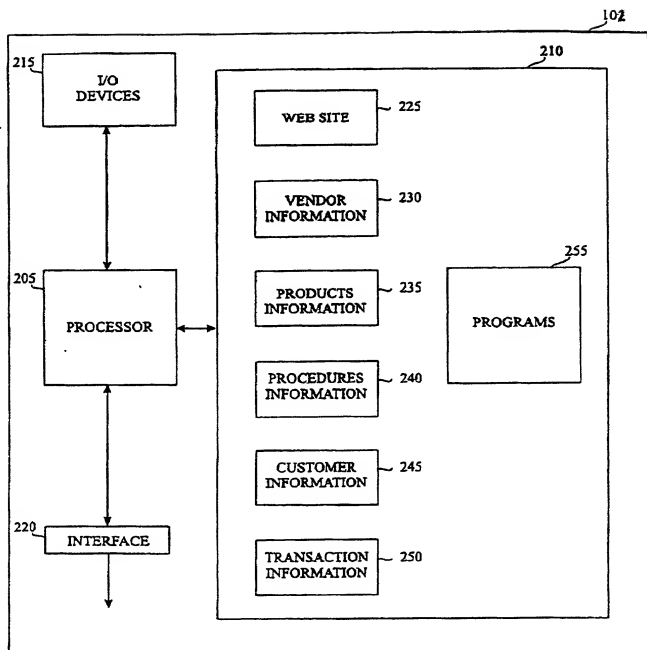 102
215
I/O
DEVICES
210
WEB SITE
225
VENDOR
INFORMATION
230
255
205
PROCESSOR
PRODUCTS
INFORMATION
235
PROGRAMS
PROCEDURES
INFORMATION
240
CUSTOMER
INFORMATION
245
220
INTERFACE
TRANSACTION
INFORMATION
250